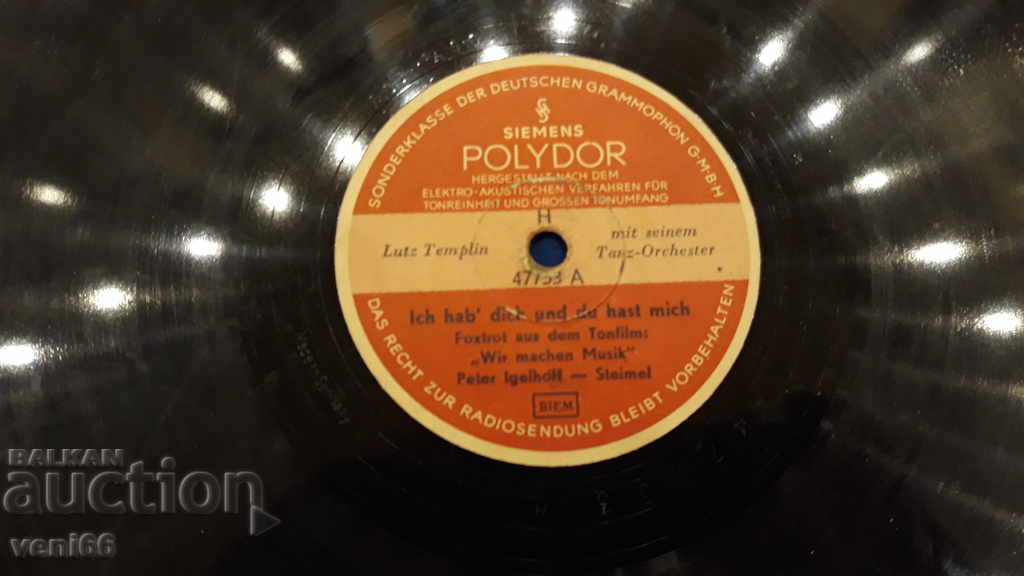 SONDERKLASSE DER DEUTSCHEN GRAMMOPHON G·M·B·H
SIEMENS
POLYDOR
HERGESTELLT NACH DEM
ELEKTRO-AKUSTISCHEN VERFAHREN FÜR
TONREINHEIT UND GROSSEN TONUMFANG
H
Lutz Templin
mit seinem
Tanz-Orchester
47753 A
Ich hab' dich und du hast mich
Foxtrot aus dem Tonfilm:
„Wir machen Musik"
Peter Igelhoff — Steimel
BIEM
DAS RECHT ZUR RADIOSENDUNG BLEIBT VORBEHALTEN
BALKAN
auction
veni66